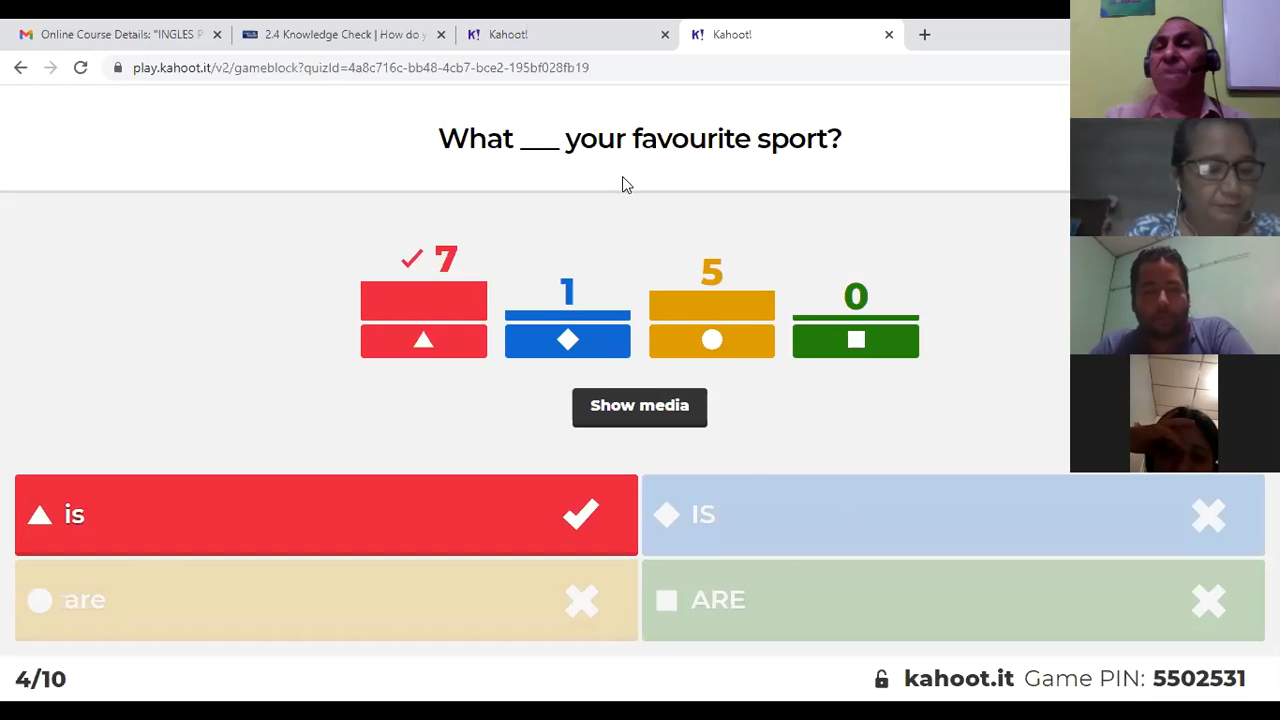 Online Course Details: "INGLES P
2.4 Knowledge Check | How do y
K! Kahoot!
K! Kahoot!
play.kahoot.it/v2/gameblock?quizId=4a8c716c-bb48-4cb7-bce2-195bf028fb19
What ___ your favourite sport?
7
1
5
0
Show media
is
IS
are
ARE
4/10
kahoot.it Game PIN: 5502531